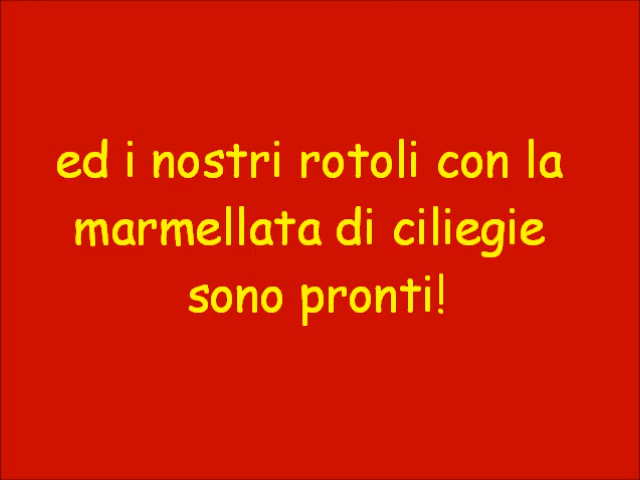 ed i nostri rotoli con la
marmellata di ciliegie
sono pronti!